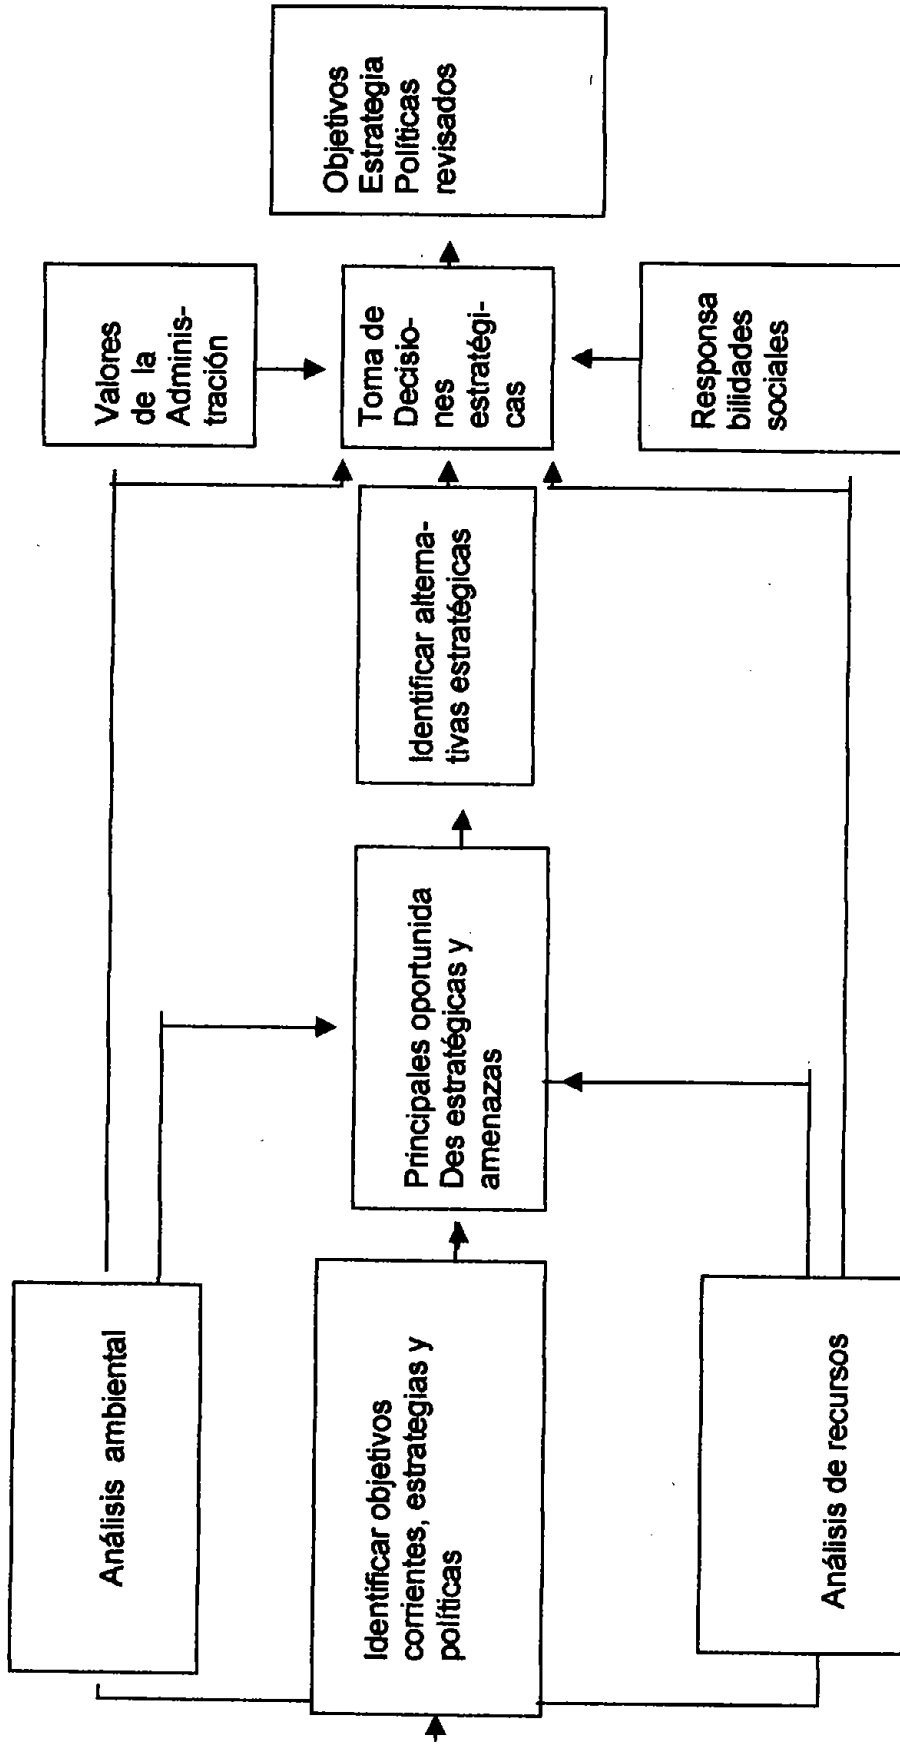 Análisis ambiental
Identificar objetivos
corrientes, estrategias y
políticas
Análisis de recursos
Principales oportunida
Des estratégicas y
amenazas
Identificar alterna-
tivas estratégicas
Valores
de la
Adminis-
tración
Toma de
Decisio-
nes
estratégi-
cas
Responsa
bilidades
sociales
Objetivos
Estrategia
Políticas
revisados